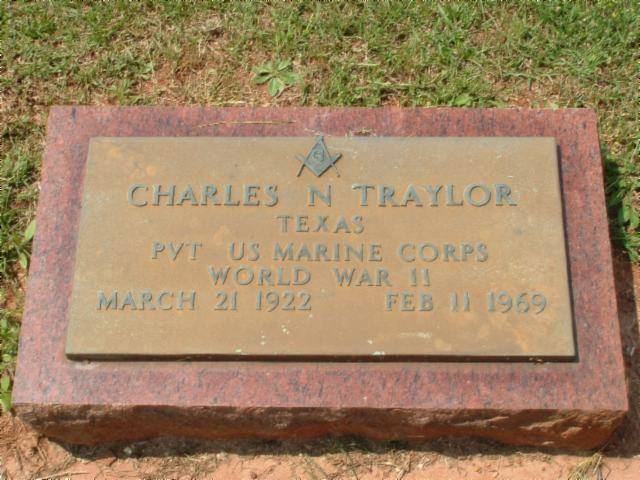 CHARLES N TRAYLOR
TEXAS
PVT US MARINE CORPS
WORLD WAR II
MARCH 21 1922 FEB 11 1969